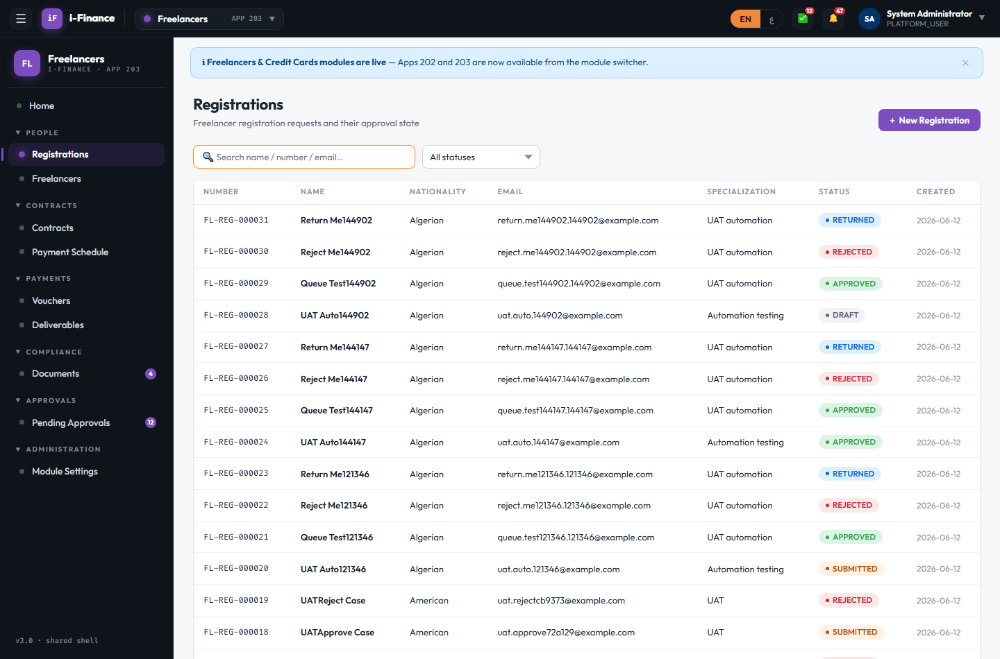 iF i-Finance
Freelancers APP 203 ▼
EN ع
12
47
SA System Administrator ▼
PLATFORM_USER
FL Freelancers
I-FINANCE · APP 203
Home
▼ PEOPLE
Registrations
Freelancers
▼ CONTRACTS
Contracts
Payment Schedule
▼ PAYMENTS
Vouchers
Deliverables
▼ COMPLIANCE
Documents 4
▼ APPROVALS
Pending Approvals 12
▼ ADMINISTRATION
Module Settings
v3.0 · shared shell
ℹ Freelancers & Credit Cards modules are live — Apps 202 and 203 are now available from the module switcher. ×
Registrations
Freelancer registration requests and their approval state
+ New Registration
Search name / number / email...
All statuses
NUMBER NAME NATIONALITY EMAIL SPECIALIZATION STATUS CREATED
FL-REG-000031 Return Me144902 Algerian return.me144902.144902@example.com UAT automation RETURNED 2026-06-12
FL-REG-000030 Reject Me144902 Algerian reject.me144902.144902@example.com UAT automation REJECTED 2026-06-12
FL-REG-000029 Queue Test144902 Algerian queue.test144902.144902@example.com UAT automation APPROVED 2026-06-12
FL-REG-000028 UAT Auto144902 Algerian uat.auto.144902@example.com Automation testing DRAFT 2026-06-12
FL-REG-000027 Return Me144147 Algerian return.me144147.144147@example.com UAT automation RETURNED 2026-06-12
FL-REG-000026 Reject Me144147 Algerian reject.me144147.144147@example.com UAT automation REJECTED 2026-06-12
FL-REG-000025 Queue Test144147 Algerian queue.test144147.144147@example.com UAT automation APPROVED 2026-06-12
FL-REG-000024 UAT Auto144147 Algerian uat.auto.144147@example.com Automation testing APPROVED 2026-06-12
FL-REG-000023 Return Me121346 Algerian return.me121346.121346@example.com UAT automation RETURNED 2026-06-12
FL-REG-000022 Reject Me121346 Algerian reject.me121346.121346@example.com UAT automation REJECTED 2026-06-12
FL-REG-000021 Queue Test121346 Algerian queue.test121346.121346@example.com UAT automation APPROVED 2026-06-12
FL-REG-000020 UAT Auto121346 Algerian uat.auto.121346@example.com Automation testing SUBMITTED 2026-06-12
FL-REG-000019 UATReject Case American uat.rejectcb9373@example.com UAT REJECTED 2026-06-12
FL-REG-000018 UATApprove Case American uat.approve72a129@example.com UAT SUBMITTED 2026-06-12